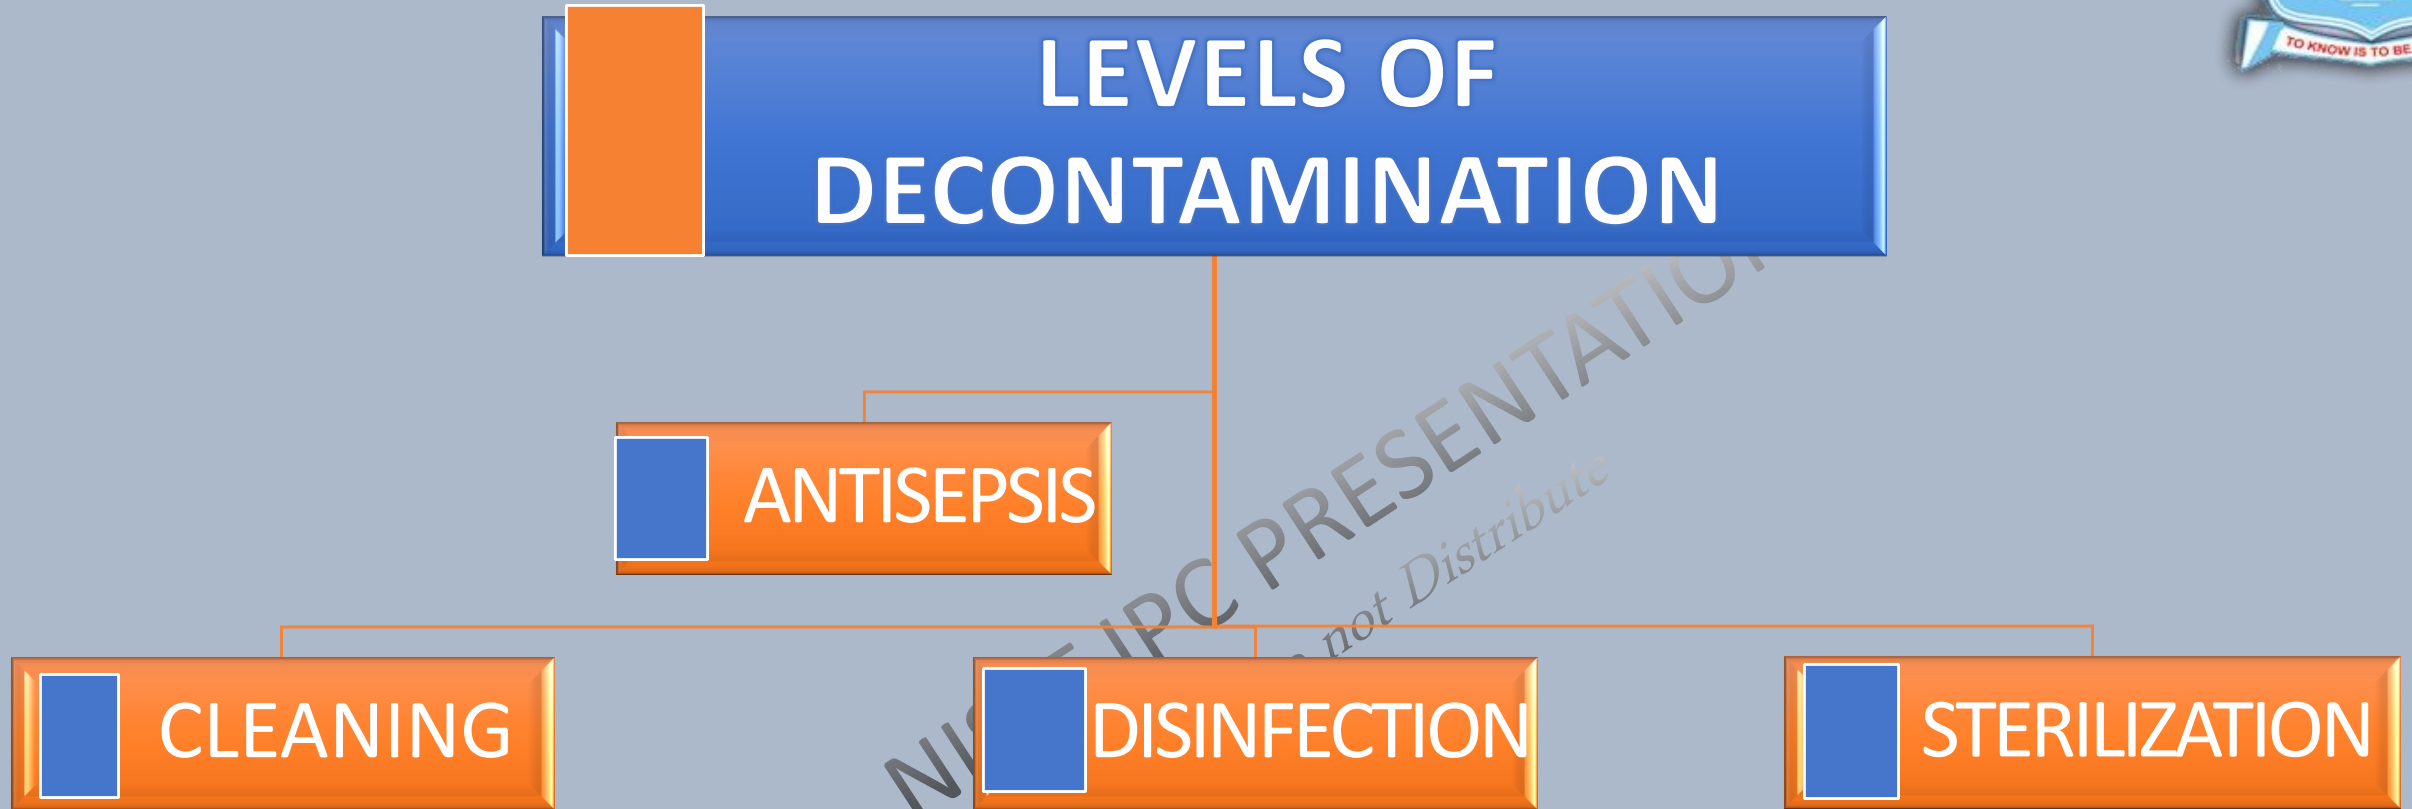 LEVELS OF
DECONTAMINATION
TO KNOW IS TO BE
ANTISEPSIS
CLEANING
DISINFECTION
STERILIZATION
IPC PRESENTATION
not Distribute